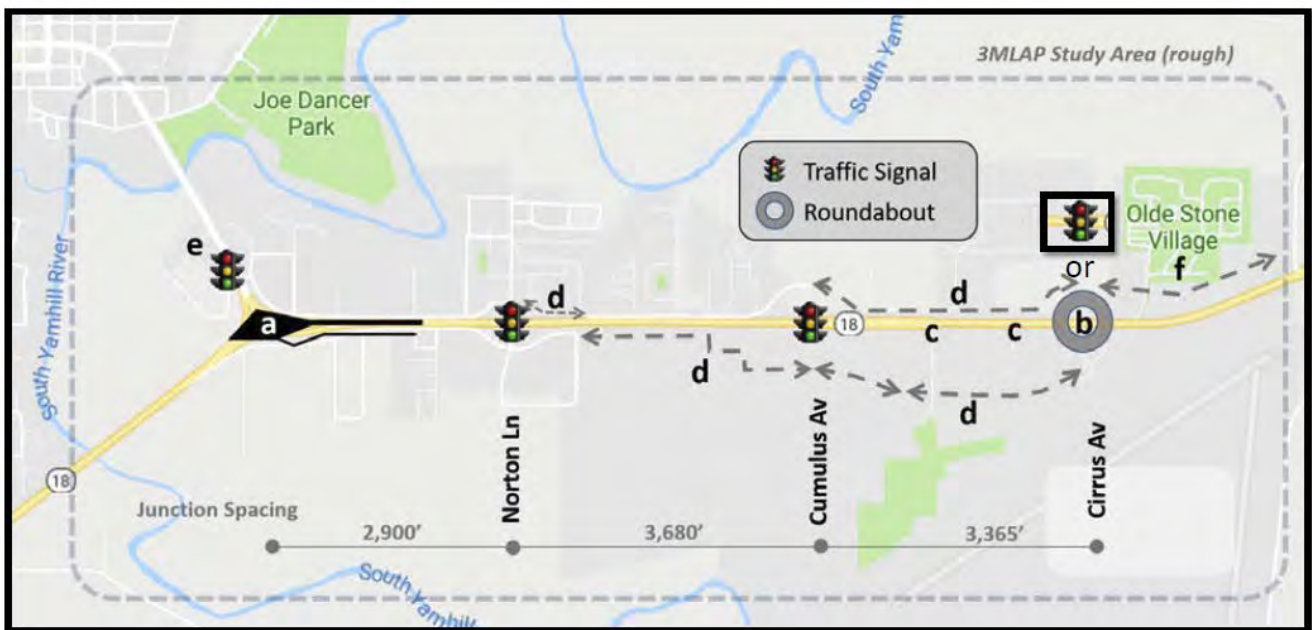 3MLAP Study Area (rough)
South Yam
Joe Dancer
Park
Traffic Signal
Roundabout
or
Olde Stone
Village
South Yamhill River
e
a
d
18
d
c
c
b
f
d
d
18
Norton Ln
Cumulus Av
Cirrus Av
Junction Spacing
2,900'
3,680'
3,365'
South Yamhill